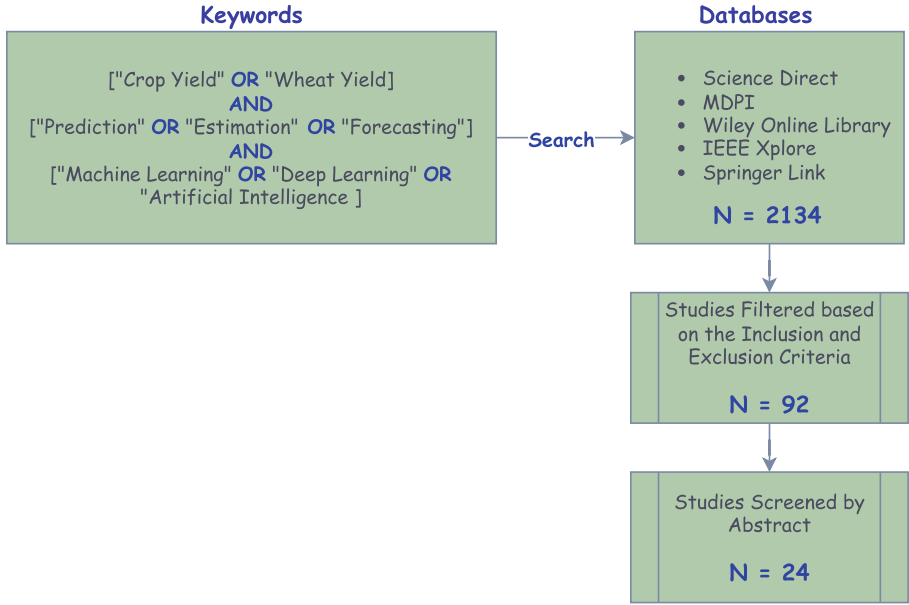 Keywords
["Crop Yield" OR "Wheat Yield]
AND
["Prediction" OR "Estimation" OR "Forecasting"]
AND
["Machine Learning" OR "Deep Learning" OR
"Artificial Intelligence ]
Search
Databases
• Science Direct
• MDPI
• Wiley Online Library
• IEEE Xplore
• Springer Link
N = 2134
Studies Filtered based
on the Inclusion and
Exclusion Criteria
N = 92
Studies Screened by
Abstract
N = 24